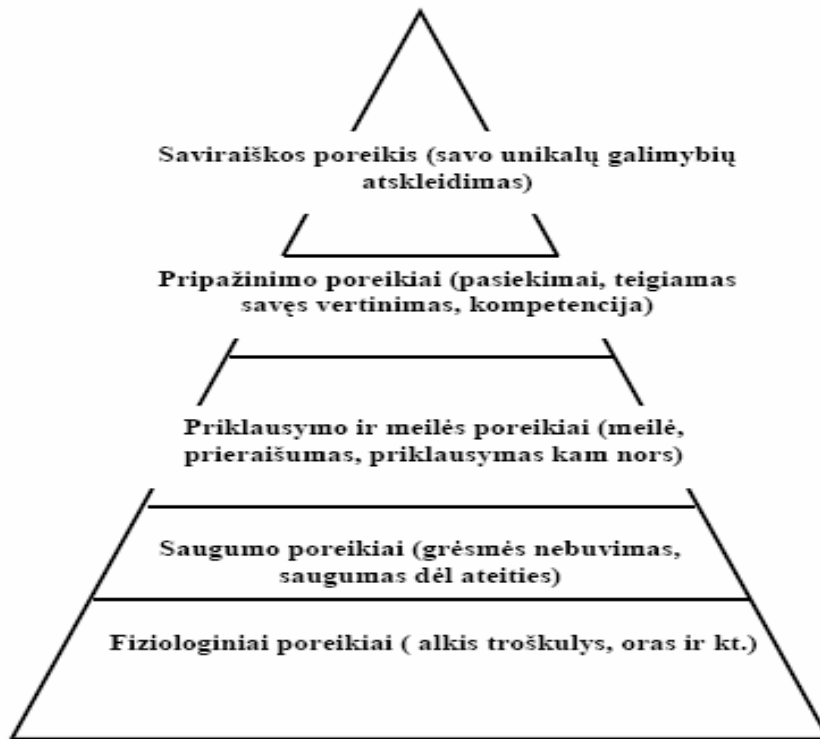 Saviraiškos poreikis (savo unikalų galimybių
atskleidimas)
Pripažinimo poreikiai (pasiekimai, teigiamas
savęs vertinimas, kompetencija)
Priklausymo ir meilės poreikiai (meilė,
prieraišumas, priklausymas kam nors)
Saugumo poreikiai (grėsmės nebuvimas,
saugumas dėl ateities)
Fiziologiniai poreikiai ( alkis troškulys, oras ir kt.)